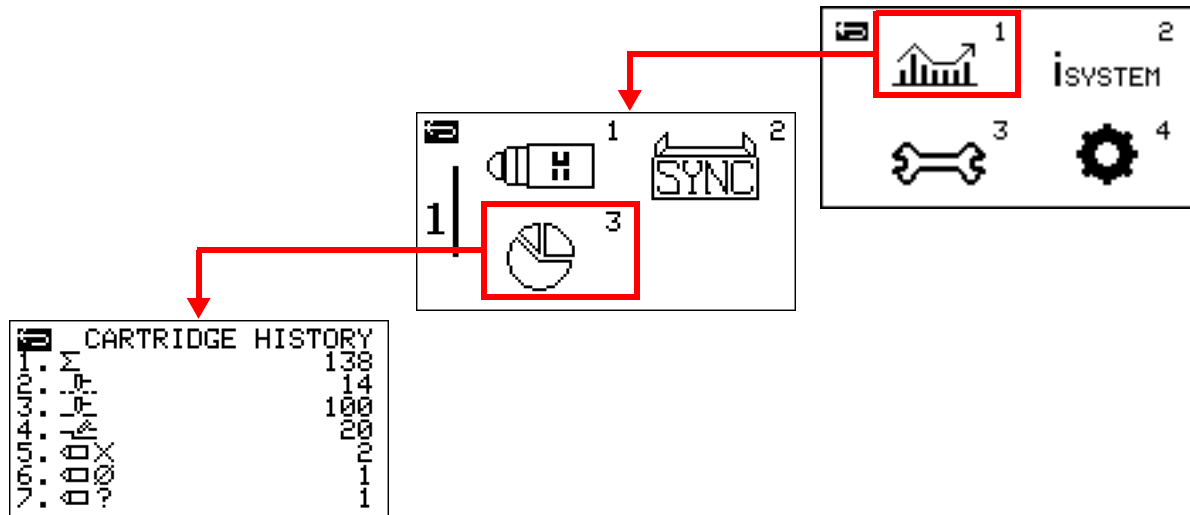 1
2
iSYSTEM
3
4
1
2
SYNC
1
3
CARTRIDGE HISTORY
1. Σ 138
2. 14
3. 100
4. 20
5. X 2
6. Ø 1
7. ? 1